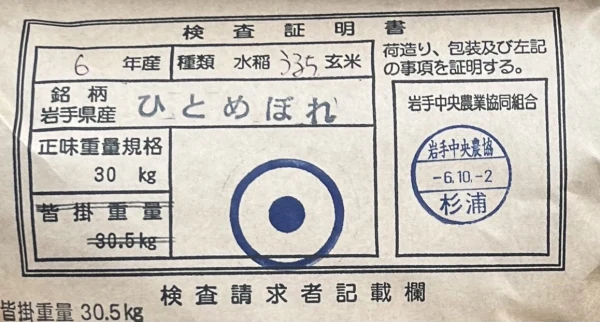 検査証明書
6 年産 種類 水稲うるち玄米
銘柄
岩手県産 ひとめぼれ
正味重量規格
30 kg
皆掛重量
30.5kg
荷造り、包装及び左記
の事項を証明する。
岩手中央農業協同組合
岩手中央農協
-6.10.-2
杉浦
検査請求者記載欄
皆掛重量 30.5kg